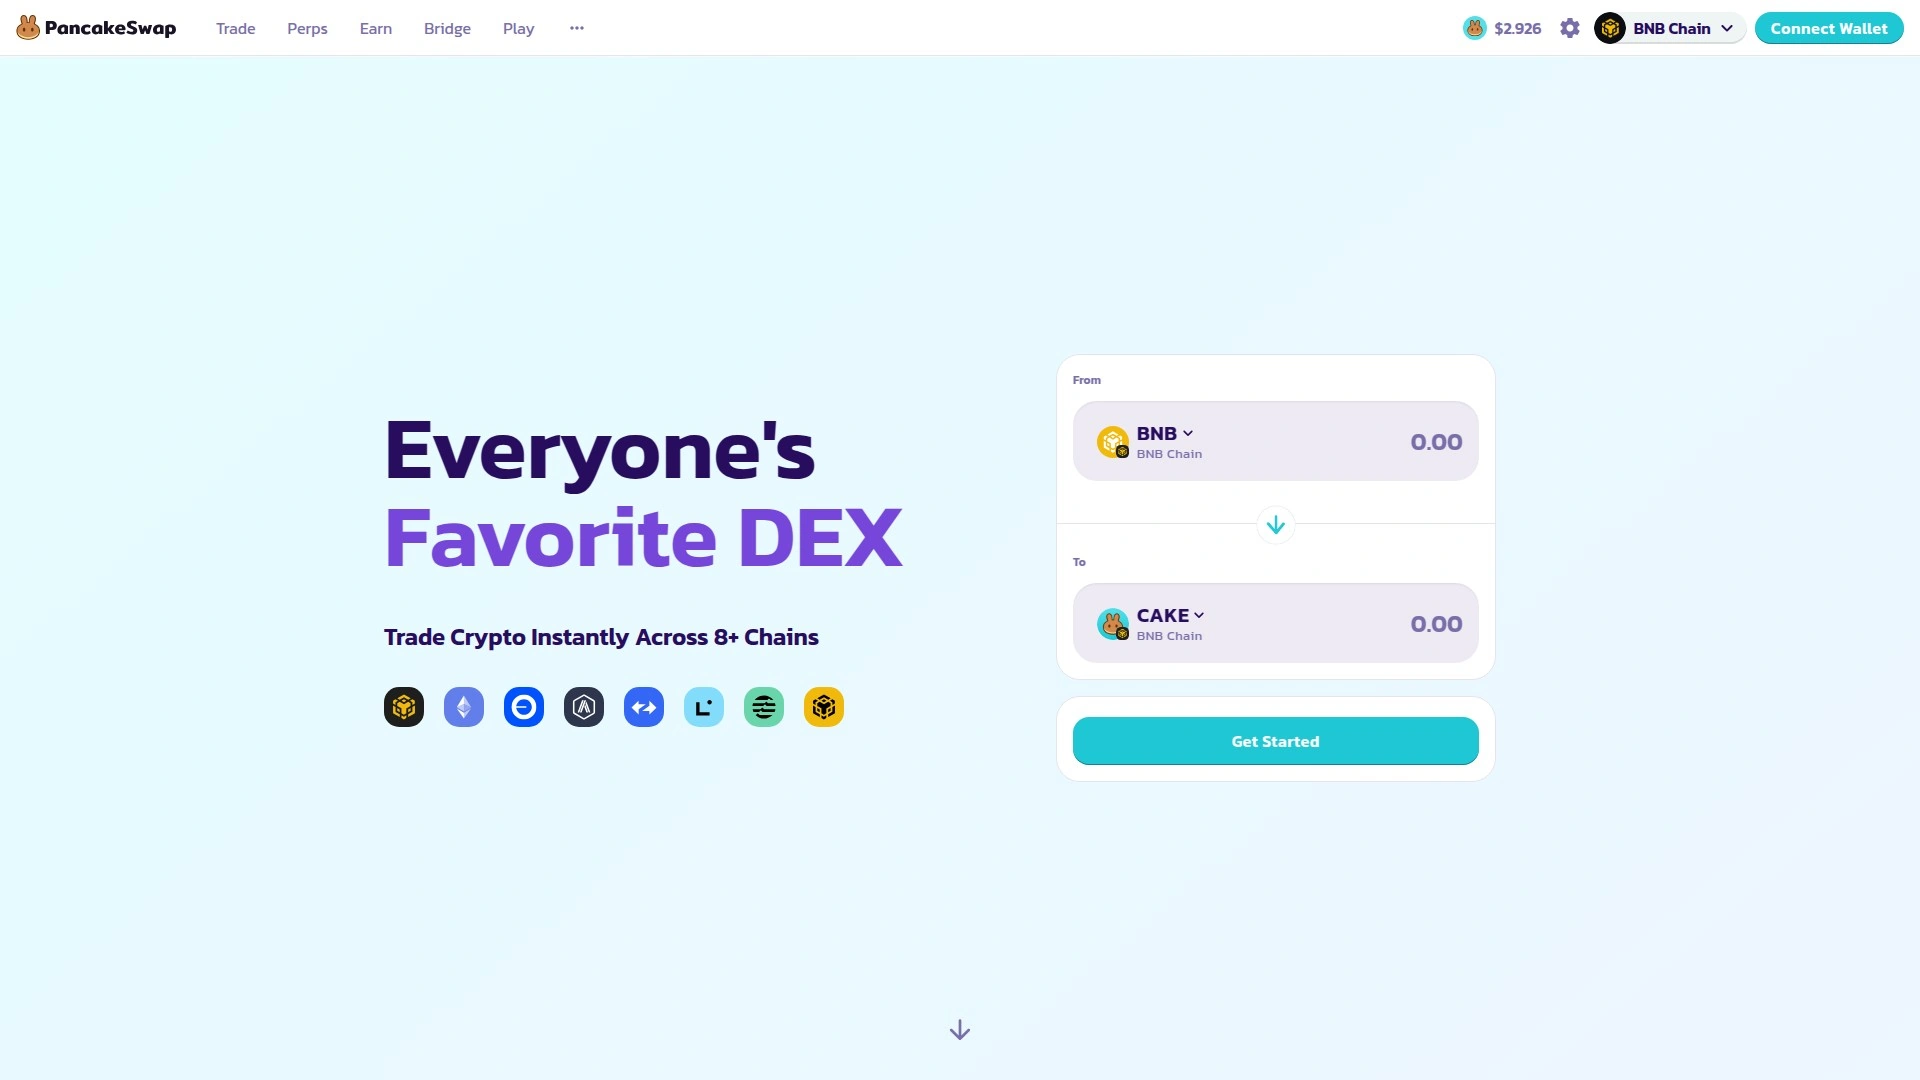 PancakeSwap
Trade
Perps
Earn
Bridge
Play
$2.926
BNB Chain
Connect Wallet
Everyone's
Favorite DEX
Trade Crypto Instantly Across 8+ Chains
From
BNB
BNB Chain
0.00
To
CAKE
BNB Chain
0.00
Get Started